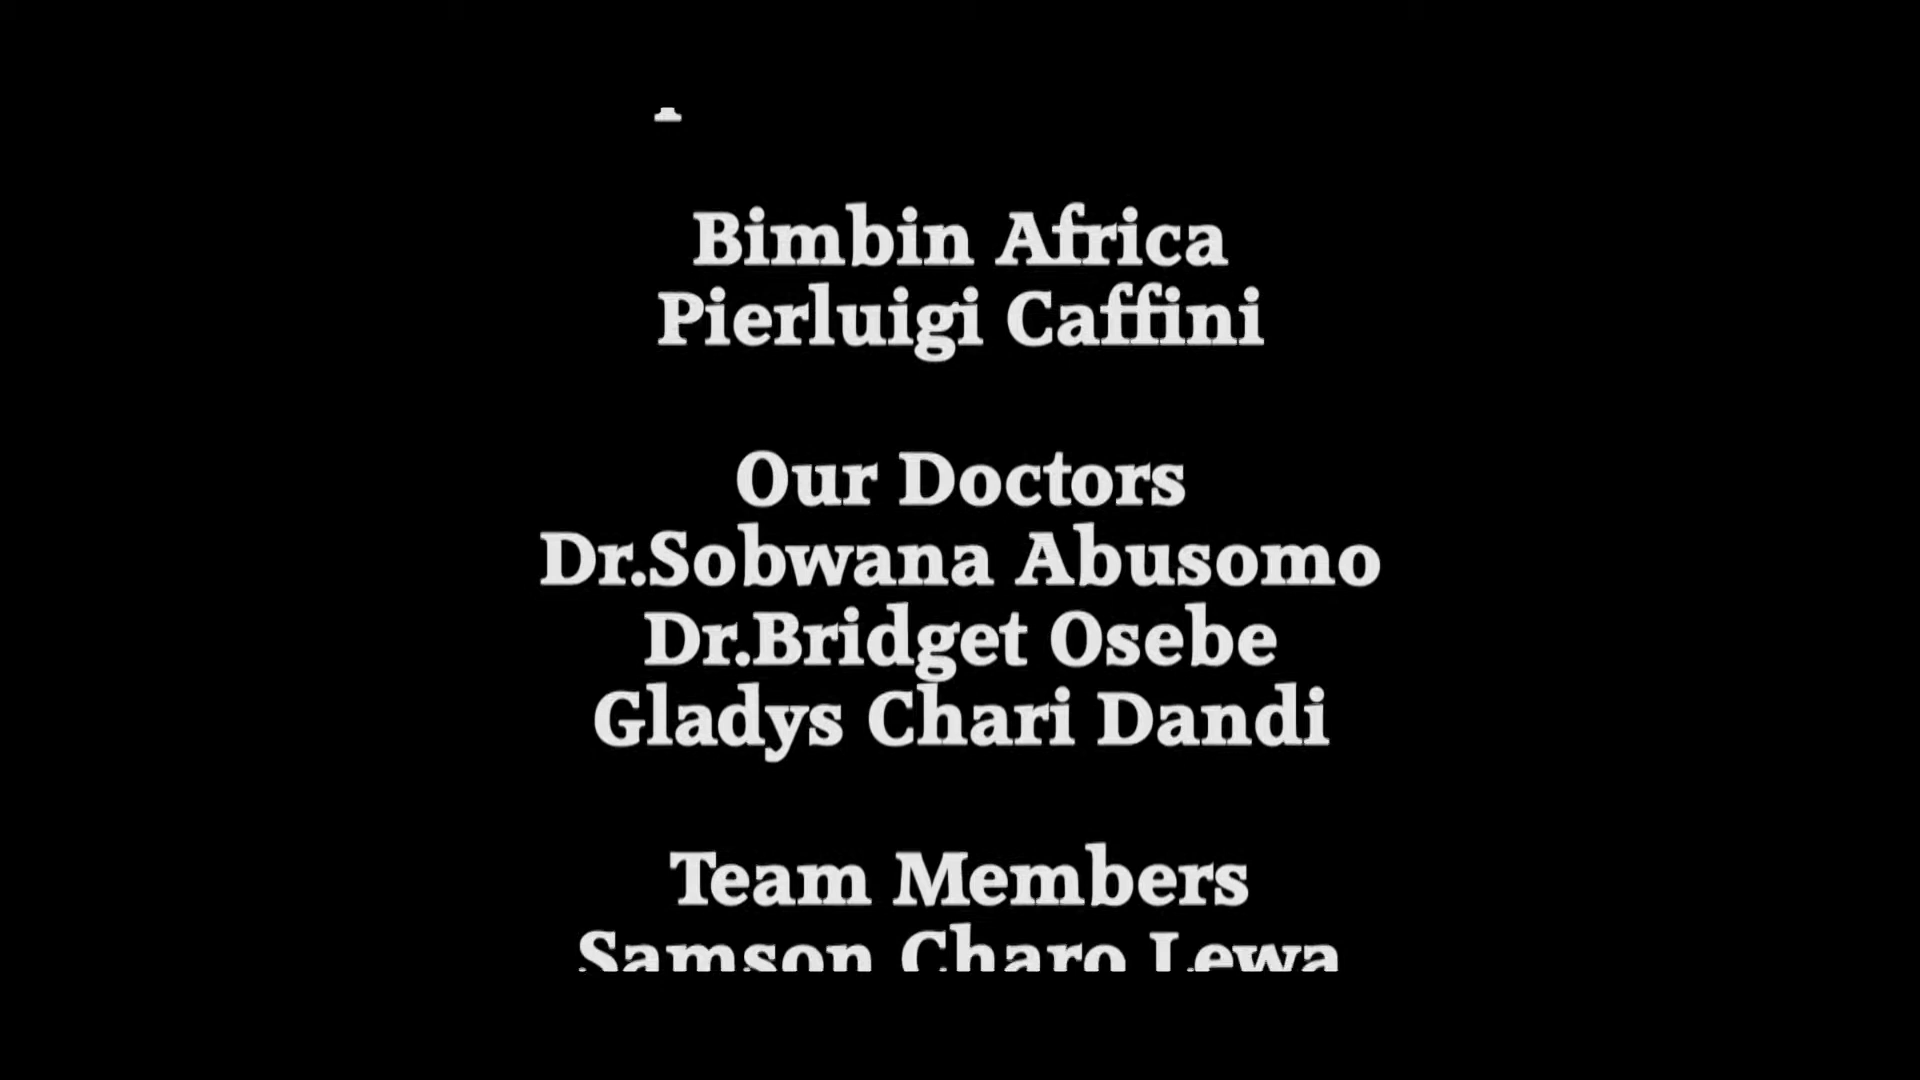 Bimbin Africa
Pierluigi Caffini
Our Doctors
Dr.Sobwana Abusomo
Dr.Bridget Osebe
Gladys Chari Dandi
Team Members
Samson Charo Lewa